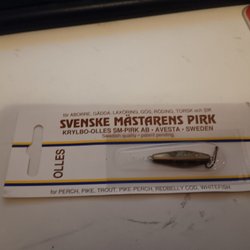 för ABORRE, GÄDDA, LAXÖRING, GÖS, RÖDING, TORSK och SIK
SVENSKE MÄSTARENS PIRK
KRYLBO-OLLES SM-PIRK AB - AVESTA - SWEDEN
Swedish quality - patent pending
OLLES
for PERCH, PIKE, TROUT, PIKE PERCH, REDBELLY COD, WHITEFISH